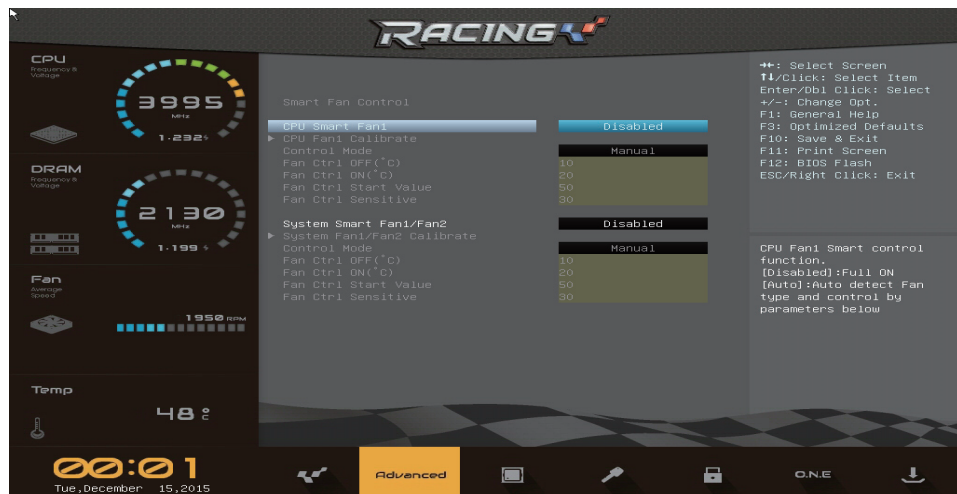 RACING
CPU
Frequency &
Voltage
3995
MHz
1.232
DRAM
Frequency &
Voltage
2130
MHz
1.199
Fan
Average
Speed
1950 RPM
Temp
48 °C
00:01
Tue,December 15,2015
Smart Fan Control
CPU Smart Fan1 Disabled
CPU Fan1 Calibrate
Control Mode Manual
Fan Ctrl OFF(°C) 10
Fan Ctrl ON(°C) 20
Fan Ctrl Start Value 50
Fan Ctrl Sensitive 30
System Smart Fan1/Fan2 Disabled
System Fan1/Fan2 Calibrate
Control Mode Manual
Fan Ctrl OFF(°C) 10
Fan Ctrl ON(°C) 20
Fan Ctrl Start Value 50
Fan Ctrl Sensitive 30
→←: Select Screen
↑↓/Click: Select Item
Enter/Dbl Click: Select
+/-: Change Opt.
F1: General Help
F3: Optimized Defaults
F10: Save & Exit
F11: Print Screen
F12: BIOS Flash
ESC/Right Click: Exit
CPU Fan1 Smart control
function.
[Disabled]:Full ON
[Auto]:Auto detect Fan
type and control by
parameters below
Advanced
O.N.E